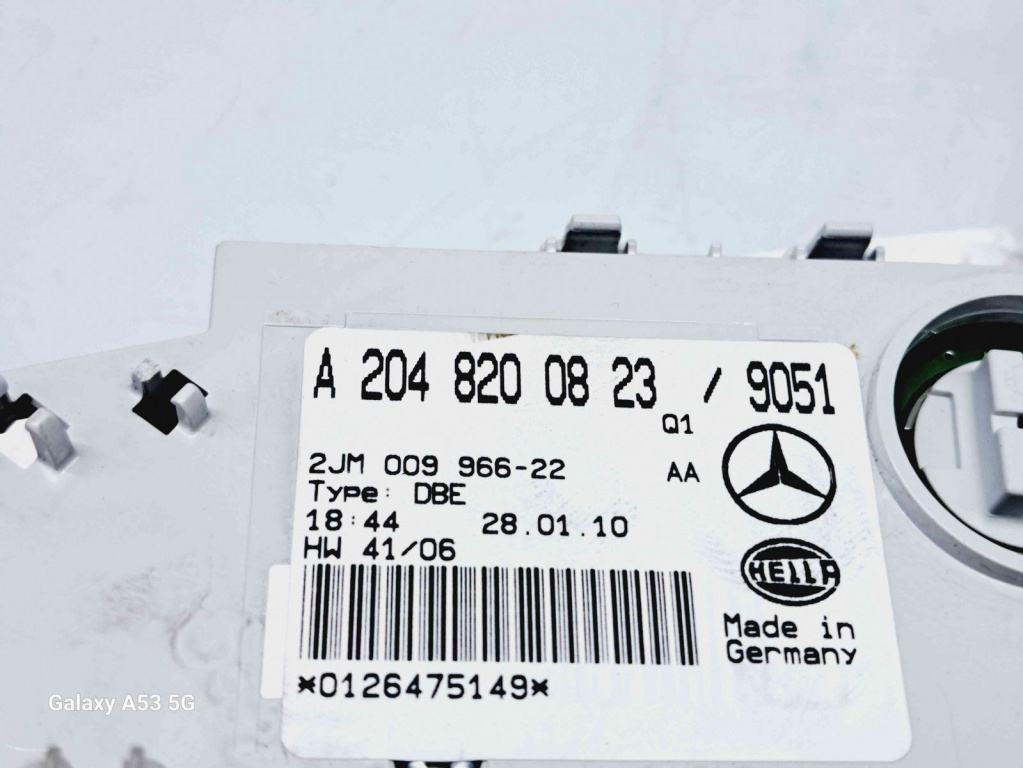 A 204 820 08 23 / 9051
Q1
2JM 009 966-22 AA
Type: DBE
18:44 28.01.10
HW 41/06
HELLA
Made in
Germany
*0126475149*
Galaxy A53 5G